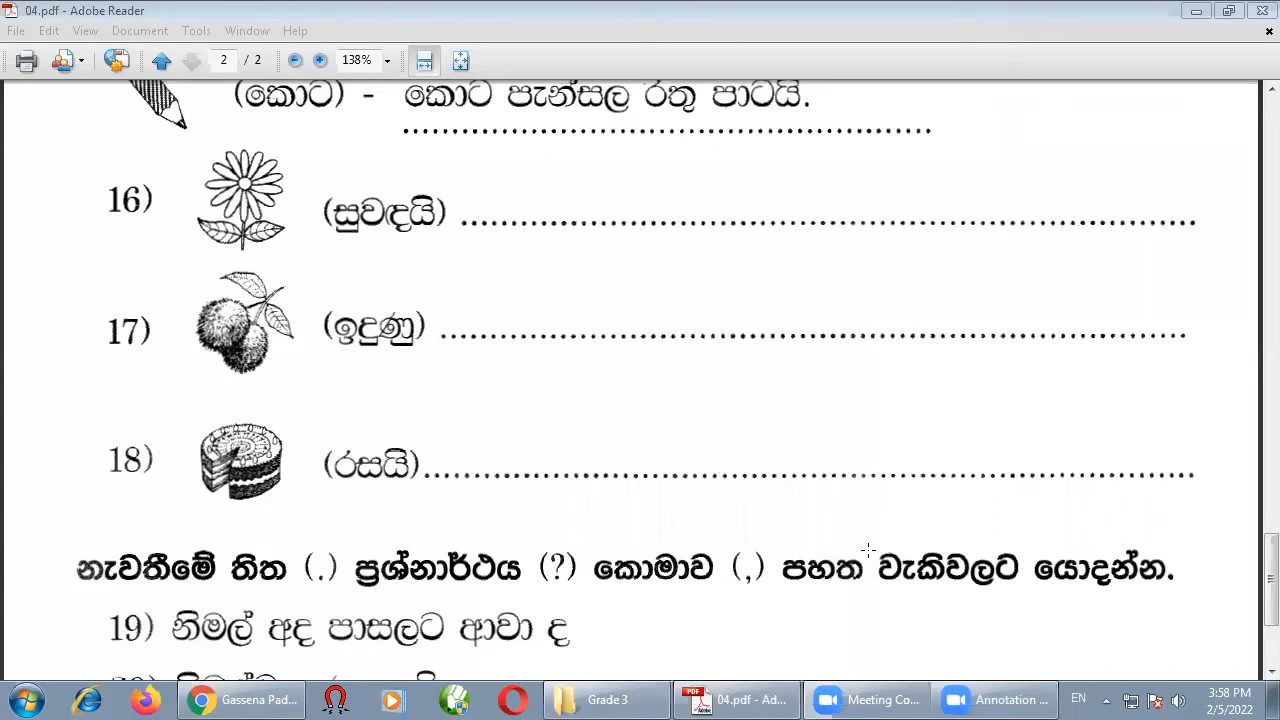 04.pdf - Adobe Reader
File Edit View Document Tools Window Help
2 / 2 138%
(කොට) - කොට පැන්සල රතු පාටයි.
16) (සුවඳයි)
17) (ඉදුණු)
18) (රසයි)
නැවතීමේ තිත (.) ප්‍රශ්නාර්ථය (?) කොමාව (,) පහත වැකිවලට යොදන්න.
19) නිමල් අද පාසලට ආවා ද
Gassena Pad... Grade 3 04.pdf - Ad... Meeting Co... Annotation ... EN 3:58 PM
2/5/2022